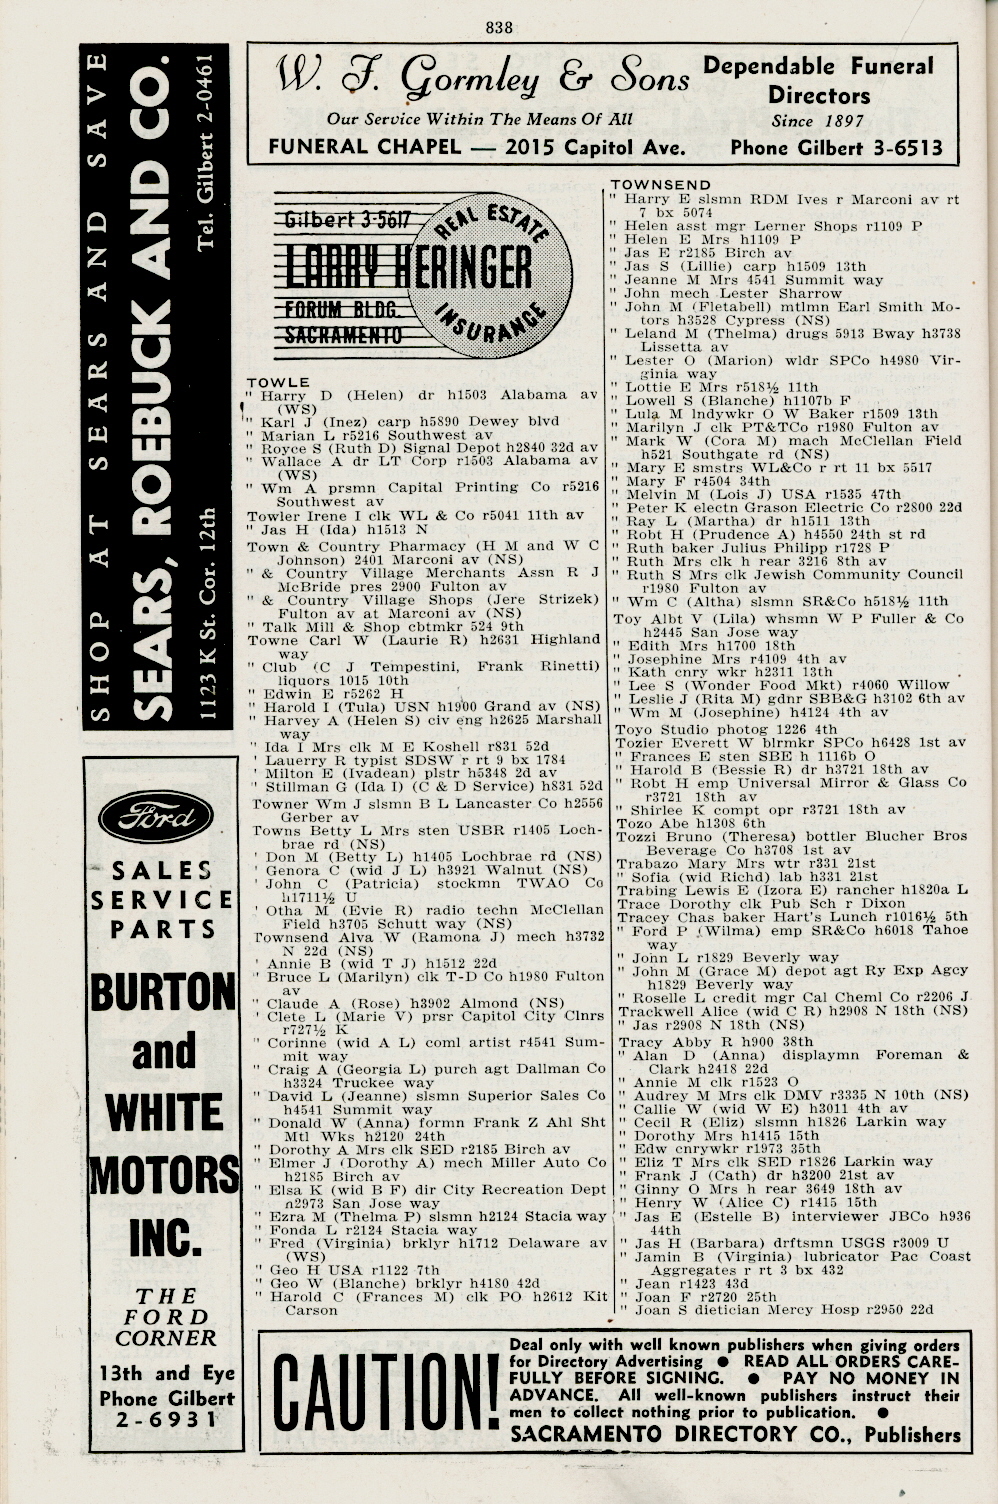 838
SHOP AT SEARS AND SAVE
SEARS, ROEBUCK AND CO.
1123 K St. Cor. 12th Tel. Gilbert 2-0461
W. F. Gormley & Sons
Our Service Within The Means Of All
FUNERAL CHAPEL — 2015 Capitol Ave.
Dependable Funeral
Directors
Since 1897
Phone Gilbert 3-6513
Gilbert 3-5617
LARRY HERINGER
FORUM BLDG.
SACRAMENTO
REAL ESTATE
INSURANCE
TOWLE
" Harry D (Helen) dr h1503 Alabama av
(WS)
" Karl J (Inez) carp h5890 Dewey blvd
" Marian L r5216 Southwest av
" Royce S (Ruth D) Signal Depot h2840 32d av
" Wallace A dr LT Corp r1503 Alabama av
(WS)
" Wm A prsmn Capital Printing Co r5216
Southwest av
Towler Irene I clk WL & Co r5041 11th av
" Jas H (Ida) h1513 N
Town & Country Pharmacy (H M and W C
Johnson) 2401 Marconi av (NS)
" & Country Village Merchants Assn R J
McBride pres 2900 Fulton av
" & Country Village Shops (Jere Strizek)
Fulton av at Marconi av (NS)
" Talk Mill & Shop cbtmkr 524 9th
Towne Carl W (Laurie R) h2631 Highland
way
" Club (C J Tempestini, Frank Rinetti)
liquors 1015 10th
" Edwin E r5262 H
" Harold I (Tula) USN h1900 Grand av (NS)
" Harvey A (Helen S) civ eng h2625 Marshall
way
" Ida I Mrs clk M E Koshell r831 52d
' Lauerry R typist SDSW r rt 9 bx 1784
' Milton E (Ivadean) plstr h5348 2d av
" Stillman G (Ida I) (C & D Service) h831 52d
Towner Wm J slsmn B L Lancaster Co h2556
Gerber av
Towns Betty L Mrs sten USBR r1405 Loch-
brae rd (NS)
' Don M (Betty L) h1405 Lochbrae rd (NS)
' Genora C (wid J L) h3921 Walnut (NS)
' John C (Patricia) stockmn TWAO Co
h1711½ U
' Otha M (Evie R) radio techn McClellan
Field h3705 Schutt way (NS)
Townsend Alva W (Ramona J) mech h3732
N 22d (NS)
' Annie B (wid T J) h1512 22d
" Bruce L (Marilyn) clk T-D Co h1980 Fulton
av
" Claude A (Rose) h3902 Almond (NS)
' Clete L (Marie V) prsr Capitol City Clnrs
r727½ K
" Corinne (wid A L) coml artist r4541 Sum-
mit way
" Craig A (Georgia L) purch agt Dallman Co
h3324 Truckee way
" David L (Jeanne) slsmn Superior Sales Co
h4541 Summit way
" Donald W (Anna) formn Frank Z Ahl Sht
Mtl Wks h2120 24th
" Dorothy A Mrs clk SED r2185 Birch av
" Elmer J (Dorothy A) mech Miller Auto Co
h2185 Birch av
" Elsa K (wid B F) dir City Recreation Dept
h2973 San Jose way
" Ezra M (Thelma P) slsmn h2124 Stacia way
" Fonda L r2124 Stacia way
" Fred (Virginia) brklyr h1712 Delaware av
(WS)
" Geo H USA r1122 7th
" Geo W (Blanche) brklyr h4180 42d
" Harold C (Frances M) clk PO h2612 Kit
Carson
TOWNSEND
" Harry E slsmn RDM Ives r Marconi av rt
7 bx 5074
" Helen asst mgr Lerner Shops r1109 P
" Helen E Mrs h1109 P
" Jas E r2185 Birch av
" Jas S (Lillie) carp h1509 13th
" Jeanne M Mrs 4541 Summit way
" John mech Lester Sharrow
" John M (Fletabell) mtlmn Earl Smith Mo-
tors h3528 Cypress (NS)
" Leland M (Thelma) drugs 5913 Bway h3738
Lissetta av
" Lester O (Marion) wldr SPCo h4980 Vir-
ginia way
" Lottie E Mrs r518½ 11th
" Lowell S (Blanche) h1107b F
" Lula M lndywkr O W Baker r1509 13th
" Marilyn J clk PT&TCo r1980 Fulton av
" Mark W (Cora M) mach McClellan Field
h521 Southgate rd (NS)
" Mary E smstrs WL&Co r rt 11 bx 5517
" Mary F r4504 34th
" Melvin M (Lois J) USA r1535 47th
" Peter K electn Grason Electric Co r2800 22d
" Ray L (Martha) dr h1511 13th
" Robt H (Prudence A) h4550 24th st rd
" Ruth baker Julius Philipp r1728 P
" Ruth Mrs clk h rear 3216 8th av
" Ruth S Mrs clk Jewish Community Council
r1980 Fulton av
" Wm C (Altha) slsmn SR&Co h518½ 11th
Toy Albt V (Lila) whsmn W P Fuller & Co
h2445 San Jose way
" Edith Mrs h1700 18th
" Josephine Mrs r4109 4th av
" Kath cnry wkr h2311 13th
" Lee S (Wonder Food Mkt) r4060 Willow
" Leslie J (Rita M) gdnr SBB&G h3102 6th av
" Wm M (Josephine) h4124 4th av
Toyo Studio photog 1226 4th
Tozier Everett W blrmkr SPCo h6428 1st av
" Frances E sten SBE h 1116b O
" Harold B (Bessie R) dr h3721 18th av
Robt H emp Universal Mirror & Glass Co
r3721 18th av
" Shirlee K compt opr r3721 18th av
Tozo Abe h1308 6th
Tozzi Bruno (Theresa) bottler Blucher Bros
Beverage Co h3708 1st av
Trabazo Mary Mrs wtr r331 21st
" Sofia (wid Richd) lab h331 21st
Trabing Lewis E (Izora E) rancher h1820a L
Trace Dorothy clk Pub Sch r Dixon
Tracey Chas baker Hart's Lunch r1016½ 5th
" Ford P (Wilma) emp SR&Co h6018 Tahoe
way
" John L r1829 Beverly way
" John M (Grace M) depot agt Ry Exp Agcy
h1829 Beverly way
" Roselle L credit mgr Cal Cheml Co r2206 J
Trackwell Alice (wid C R) h2908 N 18th (NS)
" Jas r2908 N 18th (NS)
Tracy Abby R h900 38th
" Alan D (Anna) displaymn Foreman &
Clark h2418 22d
" Annie M clk r1523 O
" Audrey M Mrs clk DMV r3335 N 10th (NS)
" Callie W (wid W E) h3011 4th av
" Cecil R (Eliz) slsmn h1826 Larkin way
" Dorothy Mrs h1415 15th
" Edw cnrywkr r1973 35th
" Eliz T Mrs clk SED r1826 Larkin way
" Frank J (Cath) dr h3200 21st av
" Ginny O Mrs h rear 3649 18th av
" Henry W (Alice C) r1415 15th
" Jas E (Estelle B) interviewer JBCo h936
44th
" Jas H (Barbara) drftsmn USGS r3009 U
" Jamin B (Virginia) lubricator Pac Coast
Aggregates r rt 3 bx 432
" Jean r1423 43d
" Joan F r2720 25th
" Joan S dietician Mercy Hosp r2950 22d
Ford
SALES
SERVICE
PARTS
BURTON
and
WHITE
MOTORS
INC.
THE
FORD
CORNER
13th and Eye
Phone Gilbert
2-6931
CAUTION!
Deal only with well known publishers when giving orders
for Directory Advertising ● READ ALL ORDERS CARE-
FULLY BEFORE SIGNING. ● PAY NO MONEY IN
ADVANCE. All well-known publishers instruct their
men to collect nothing prior to publication. ●
SACRAMENTO DIRECTORY CO., Publishers